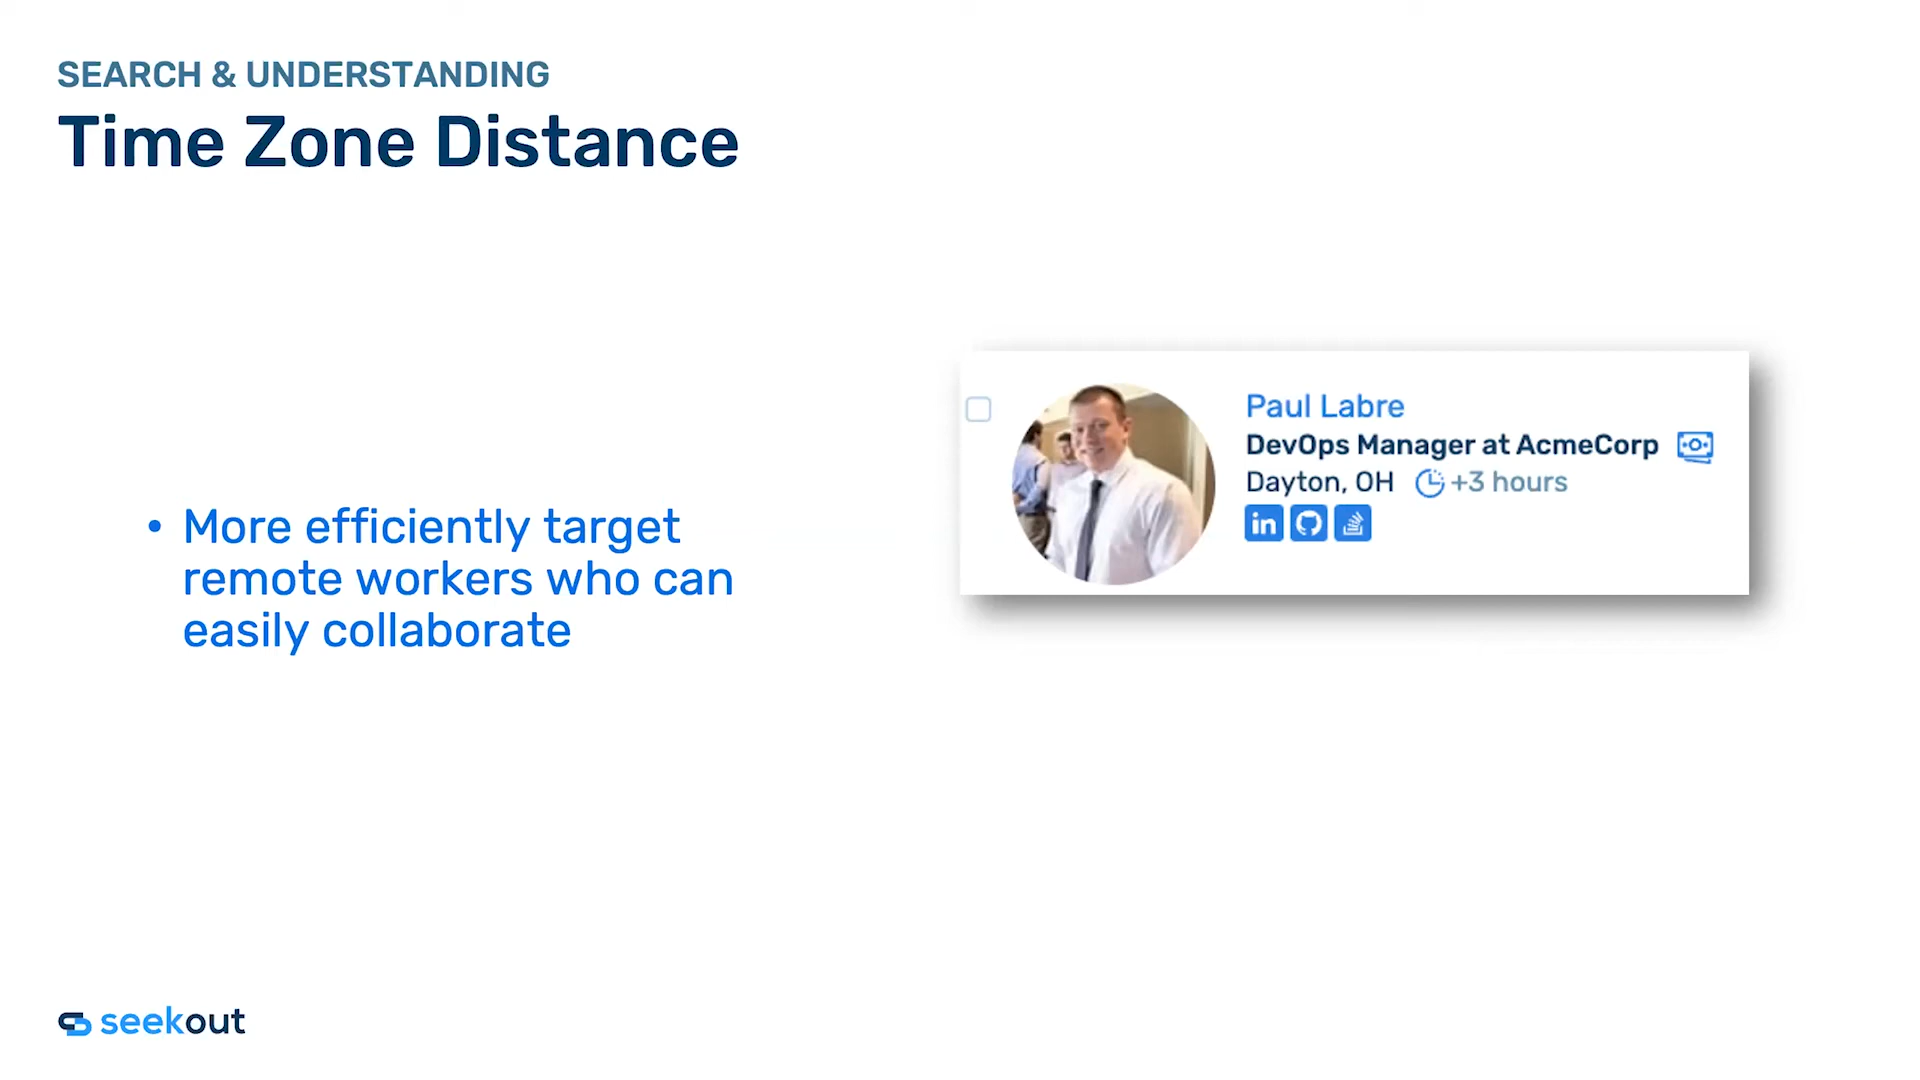 SEARCH & UNDERSTANDING
Time Zone Distance
• More efficiently target
remote workers who can
easily collaborate
Paul Labre
DevOps Manager at AcmeCorp
Dayton, OH +3 hours
in
seekout